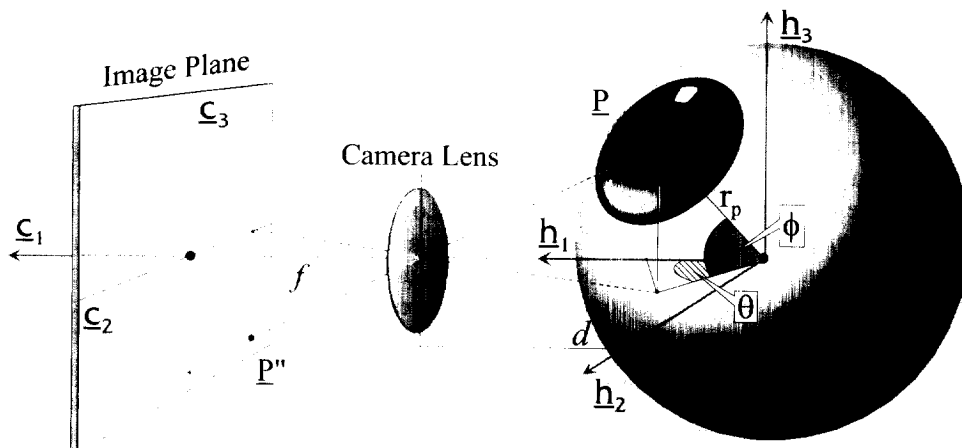 h3
Image Plane
c3
P
Camera Lens
rp
c1
h1
ϕ
f
θ
c2
d
P"
h2